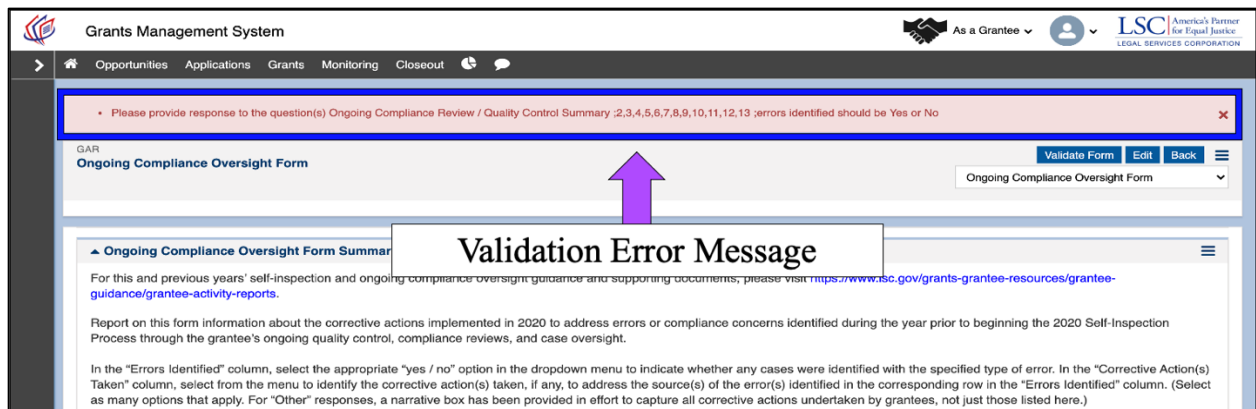 Grants Management System
As a Grantee
LSC America's Partner
for Equal Justice
LEGAL SERVICES CORPORATION
Opportunities Applications Grants Monitoring Closeout
Please provide response to the question(s) Ongoing Compliance Review / Quality Control Summary ;2,3,4,5,6,7,8,9,10,11,12,13 ;errors identified should be Yes or No
GAR
Ongoing Compliance Oversight Form
Validate Form Edit Back
Ongoing Compliance Oversight Form
Validation Error Message
Ongoing Compliance Oversight Form Summar
For this and previous years' self-inspection and ongoing compliance oversight guidance and supporting documents, please visit https://www.lsc.gov/grants-grantee-resources/grantee-
guidance/grantee-activity-reports.
Report on this form information about the corrective actions implemented in 2020 to address errors or compliance concerns identified during the year prior to beginning the 2020 Self-Inspection
Process through the grantee's ongoing quality control, compliance reviews, and case oversight.
In the "Errors Identified" column, select the appropriate "yes / no" option in the dropdown menu to indicate whether any cases were identified with the specified type of error. In the "Corrective Action(s)
Taken" column, select from the menu to identify the corrective action(s) taken, if any, to address the source(s) of the error(s) identified in the corresponding row in the "Errors Identified" column. (Select
as many options that apply. For "Other" responses, a narrative box has been provided in effort to capture all corrective actions undertaken by grantees, not just those listed here.)